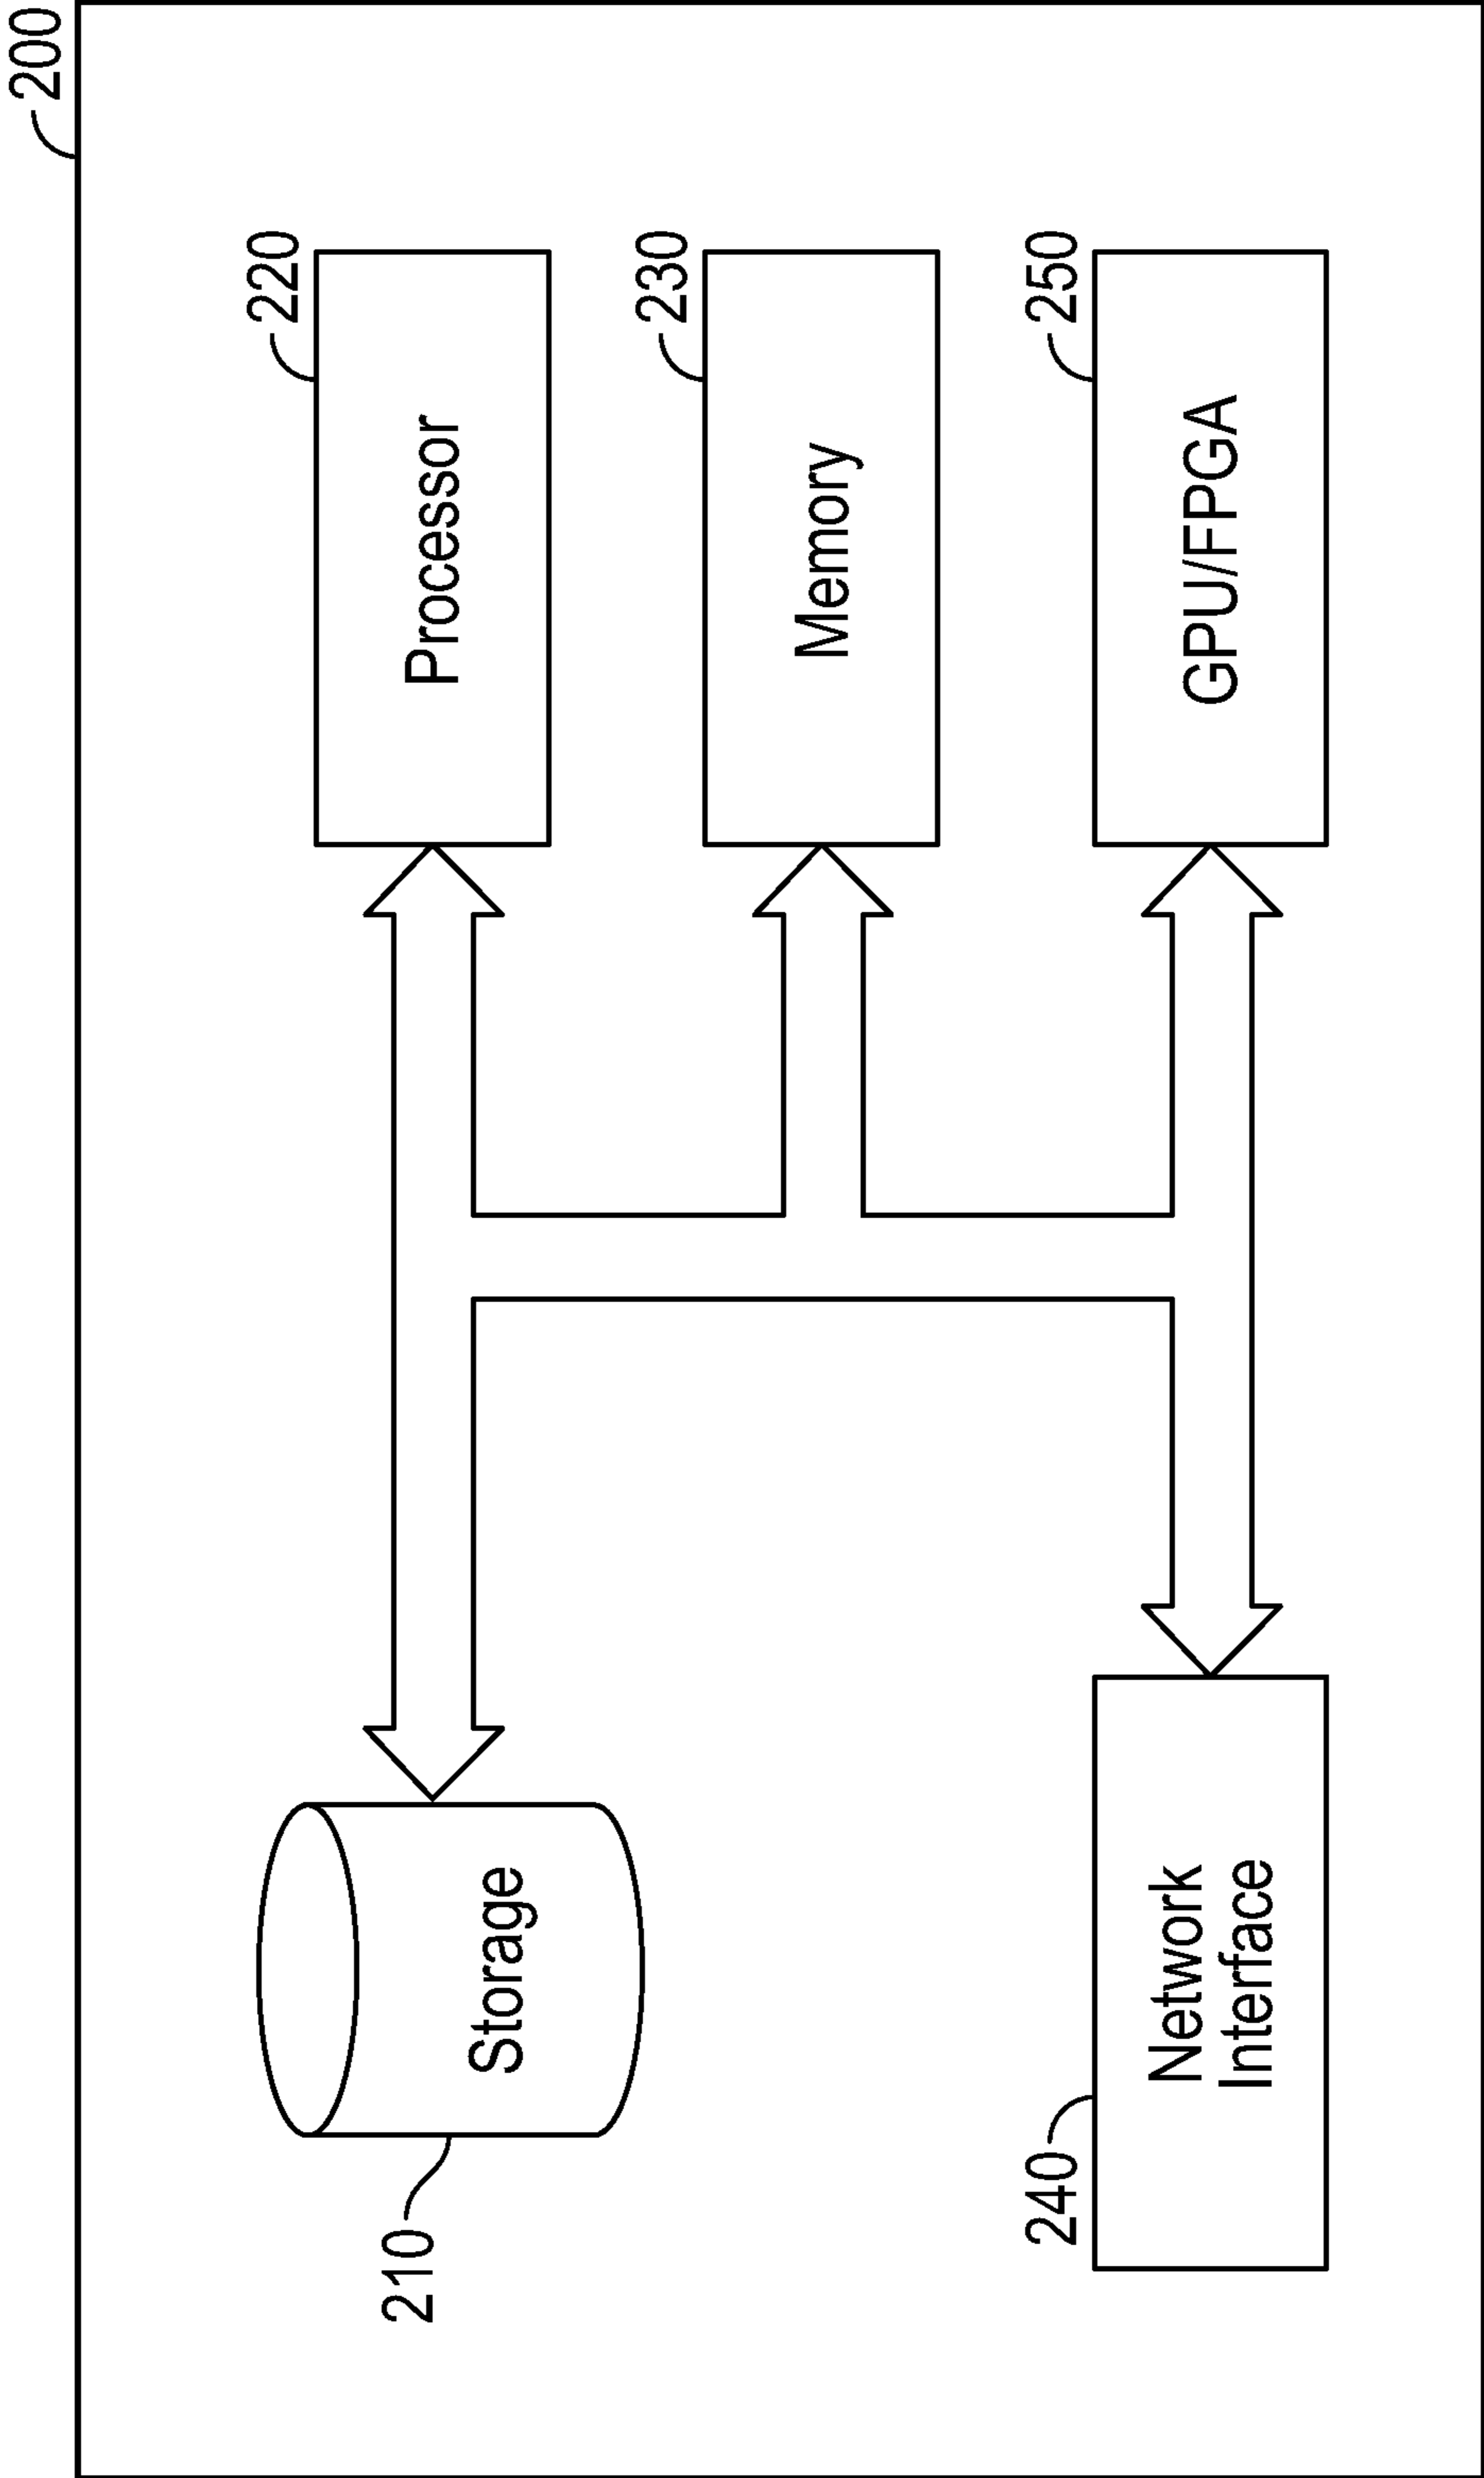 200
220
Processor
210
Storage
230
Memory
240
Network
Interface
250
GPU/FPGA